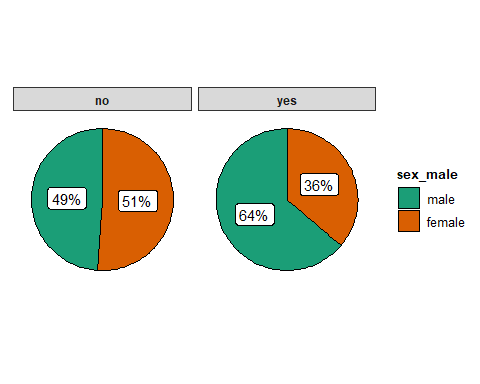 no
yes
49%
51%
64%
36%
sex_male
male
female